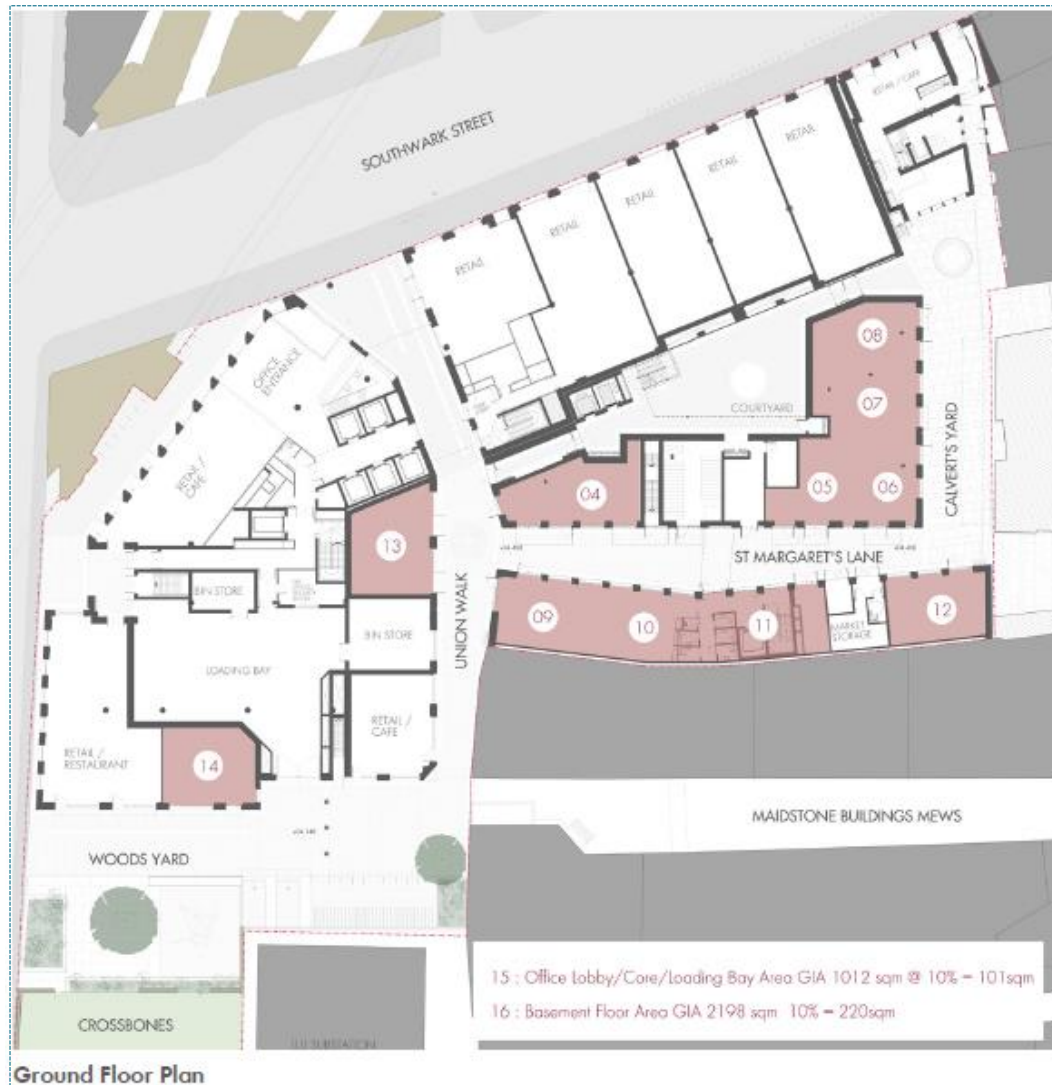 SOUTHWARK STREET
RETAIL / CAFE
RETAIL
RETAIL
RETAIL
RETAIL
RETAIL
OFFICE
ENTRANCE
RETAIL /
CAFE
COURTYARD
08
07
04
05
06
CALVERT'S YARD
13
ST MARGARET'S LANE
BIN STORE
BIN STORE
UNION WALK
09
10
11
MARKET
STORAGE
12
LOADING BAY
RETAIL /
CAFE
RETAIL /
RESTAURANT
14
MAIDSTONE BUILDINGS MEWS
WOODS YARD
15 : Office Lobby/Core/Loading Bay Area GIA 1012 sqm @ 10% = 101sqm
16 : Basement Floor Area GIA 2198 sqm 10% = 220sqm
CROSSBONES
SUBSTATION
Ground Floor Plan